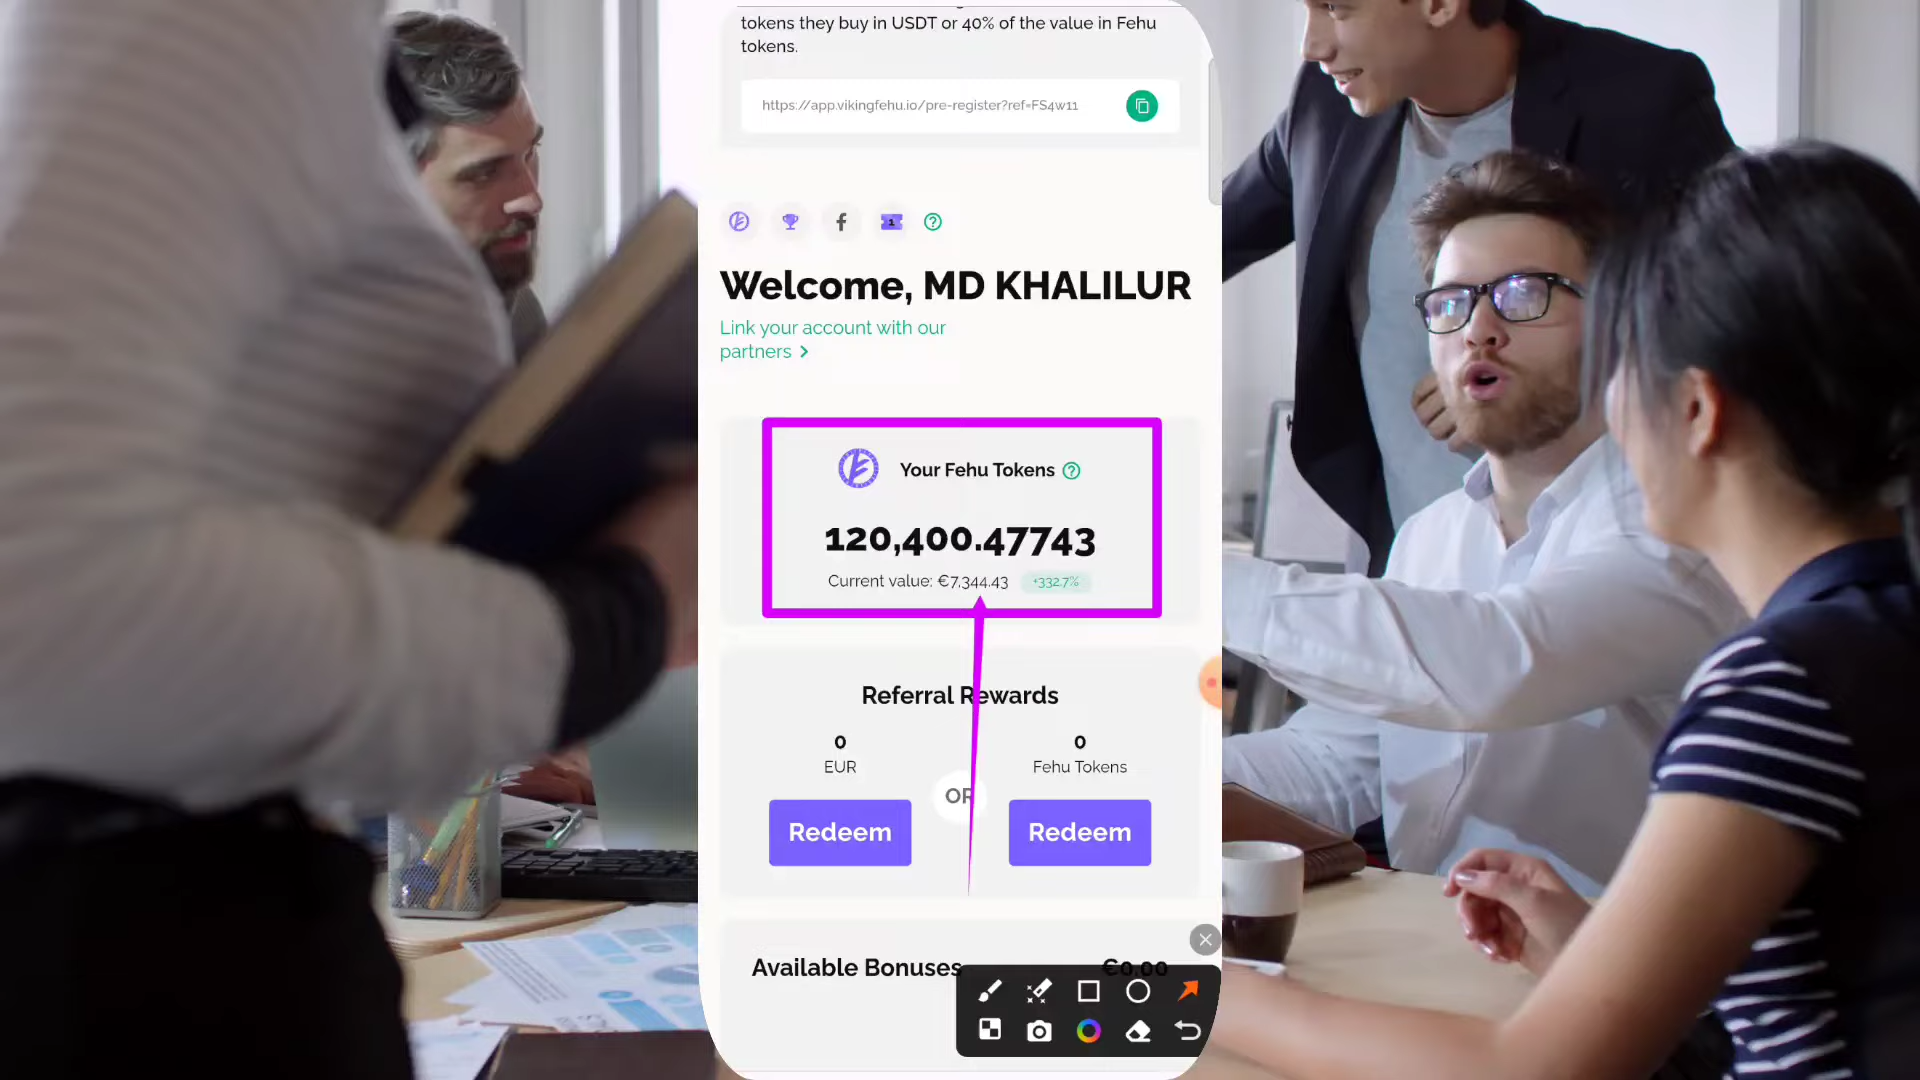 tokens they buy in USDT or 40% of the value in Fehu
tokens.
https://app.vikingfehu.io/pre-register?ref=FS4w11
1
Welcome, MD KHALILUR
Link your account with our
partners
Your Fehu Tokens
120,400.47743
Current value: €7,344.43 +332.7%
Referral Rewards
0 0
EUR Fehu Tokens
OR
Redeem Redeem
Available Bonuses €0.00